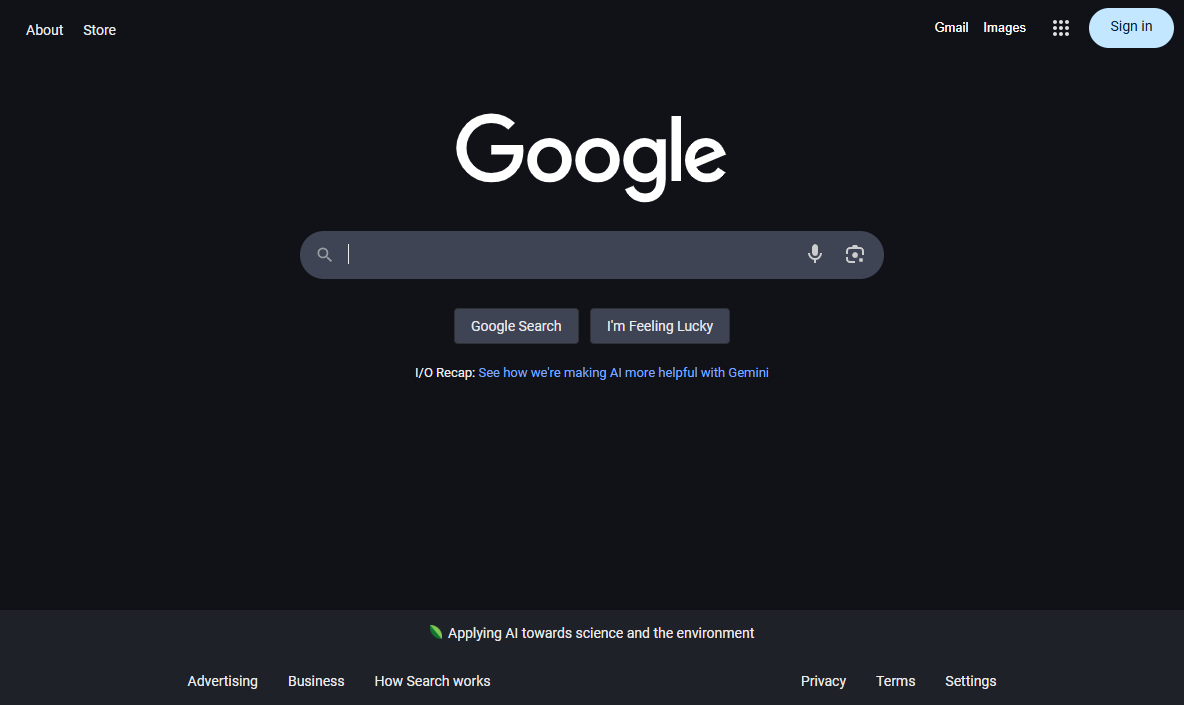 About Store Gmail Images Sign in
Google
Google Search I'm Feeling Lucky
I/O Recap: See how we're making AI more helpful with Gemini
Applying AI towards science and the environment
Advertising Business How Search works Privacy Terms Settings